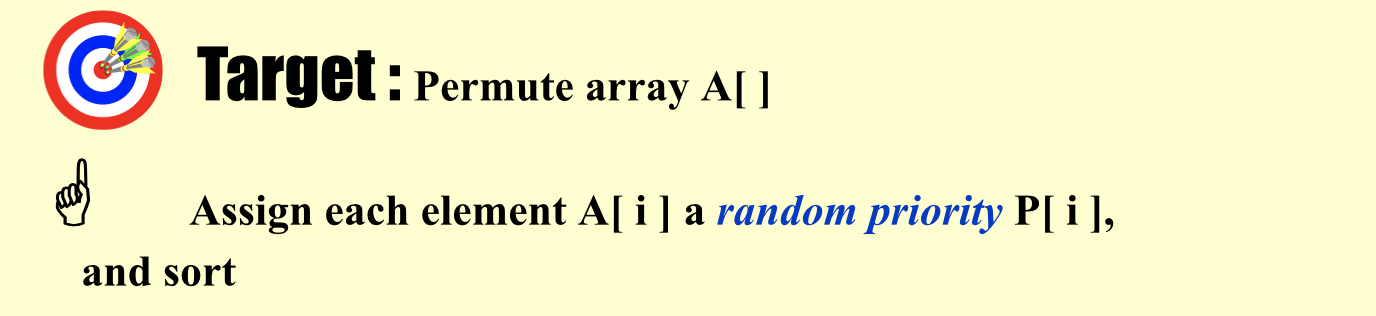 Target : Permute array A[ ]
Assign each element A[ i ] a random priority P[ i ],
and sort